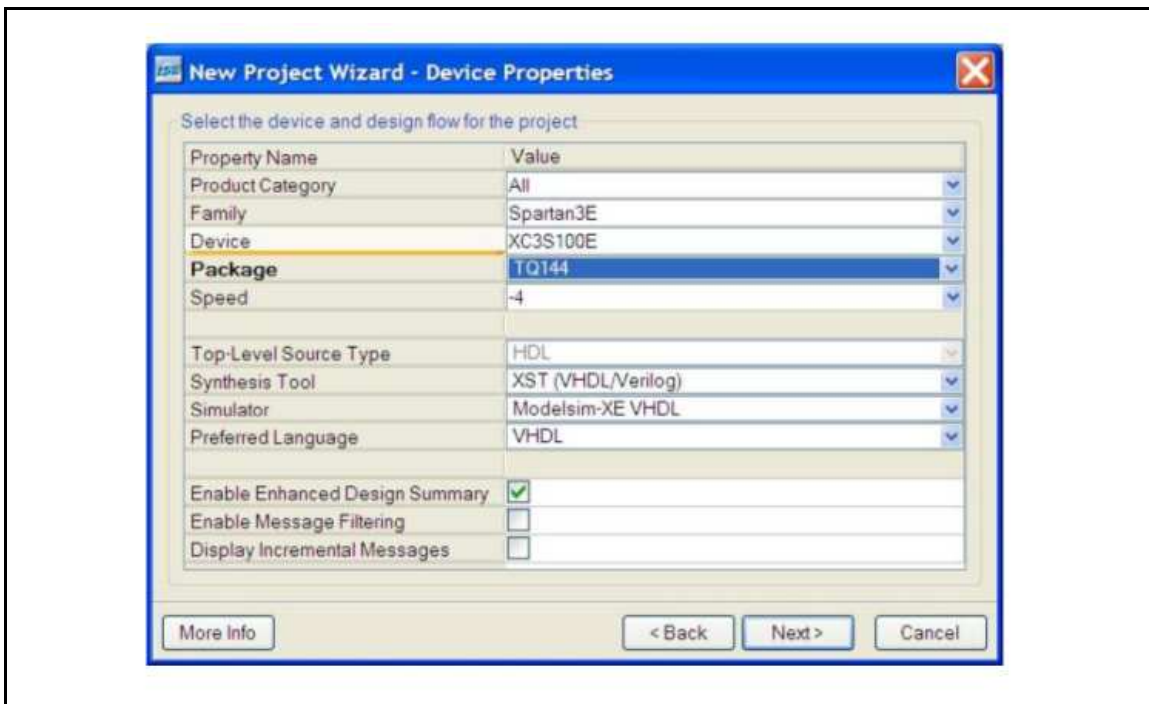 New Project Wizard - Device Properties
Select the device and design flow for the project
Property Name Value
Product Category All
Family Spartan3E
Device XC3S100E
Package TQ144
Speed -4
Top-Level Source Type HDL
Synthesis Tool XST (VHDL/Verilog)
Simulator Modelsim-XE VHDL
Preferred Language VHDL
Enable Enhanced Design Summary
Enable Message Filtering
Display Incremental Messages
More Info < Back Next > Cancel